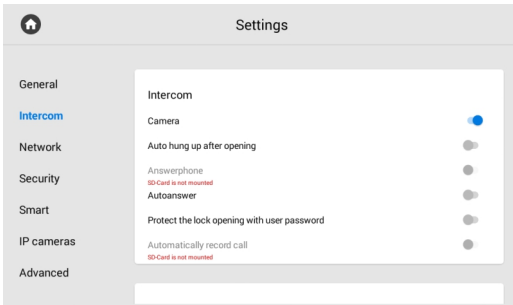 Settings
General
Intercom
Network
Security
Smart
IP cameras
Advanced
Intercom
Camera
Auto hung up after opening
Answerphone
SD-Card is not mounted
Autoanswer
Protect the lock opening with user password
Automatically record call
SD-Card is not mounted